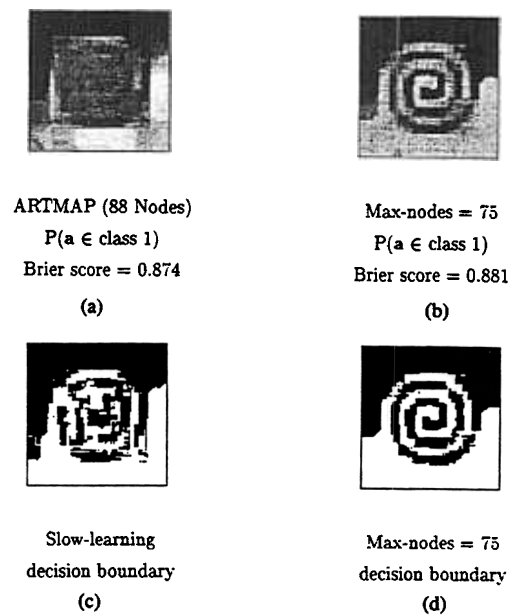 ARTMAP (88 Nodes)
P(a ∈ class 1)
Brier score = 0.874
(a)
Max-nodes = 75
P(a ∈ class 1)
Brier score = 0.881
(b)
Slow-learning
decision boundary
(c)
Max-nodes = 75
decision boundary
(d)